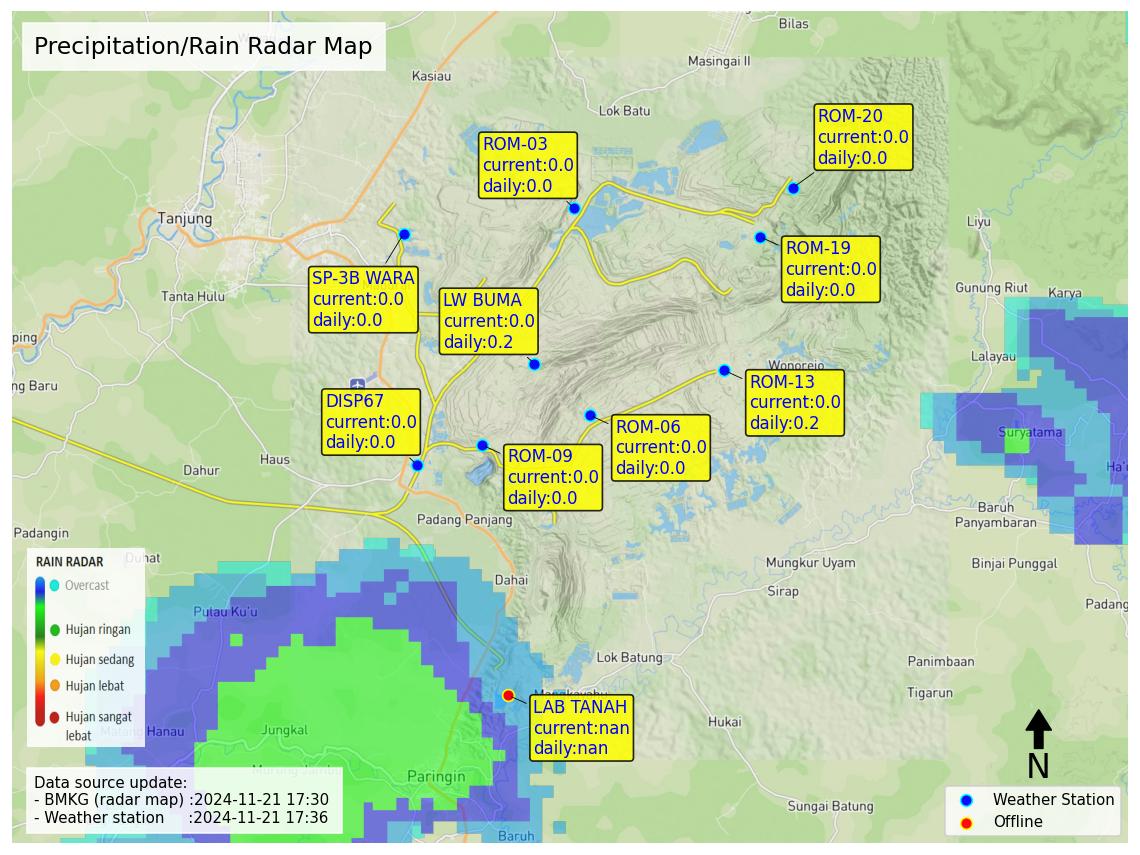 Precipitation/Rain Radar Map
Bilas
Masingai II
Kasiau
Lok Batu
ROM-20
current:0.0
daily:0.0
ROM-03
current:0.0
daily:0.0
Tanjung
Liyu
ROM-19
current:0.0
daily:0.0
SP-3B WARA
current:0.0
daily:0.0
Tanta Hulu
LW BUMA
current:0.0
daily:0.2
Gunung Riut
Karya
ping
Lalayau
Wonorejo
ng Baru
ROM-13
current:0.0
daily:0.2
DISP67
current:0.0
daily:0.0
ROM-06
current:0.0
daily:0.0
Suryatama
ROM-09
current:0.0
daily:0.0
Haus
Dahur
Ha'u
Baruh
Panyambaran
Padang Panjang
Padangin
Duhat
Mungkur Uyam
Binjai Punggal
Dahai
Sirap
Padang
RAIN RADAR
Overcast
Hujan ringan
Hujan sedang
Hujan lebat
Hujan sangat
lebat
Pulau Ku'u
Lok Batung
Panimbaan
Tigarun
LAB TANAH
current:nan
daily:nan
Hukai
Jungkal
Paringin
Sungai Batung
Baruh
Data source update:
- BMKG (radar map) :2024-11-21 17:30
- Weather station :2024-11-21 17:36
N
Weather Station
Offline